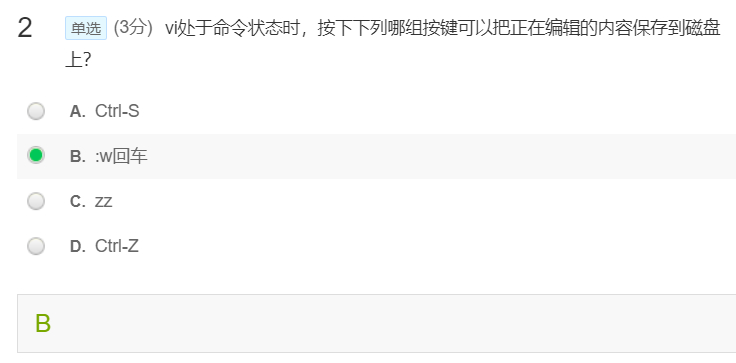 2 单选 (3分) vi处于命令状态时，按下下列哪组按键可以把正在编辑的内容保存到磁盘
上?
A. Ctrl-S
B. :w回车
C. zz
D. Ctrl-Z
B